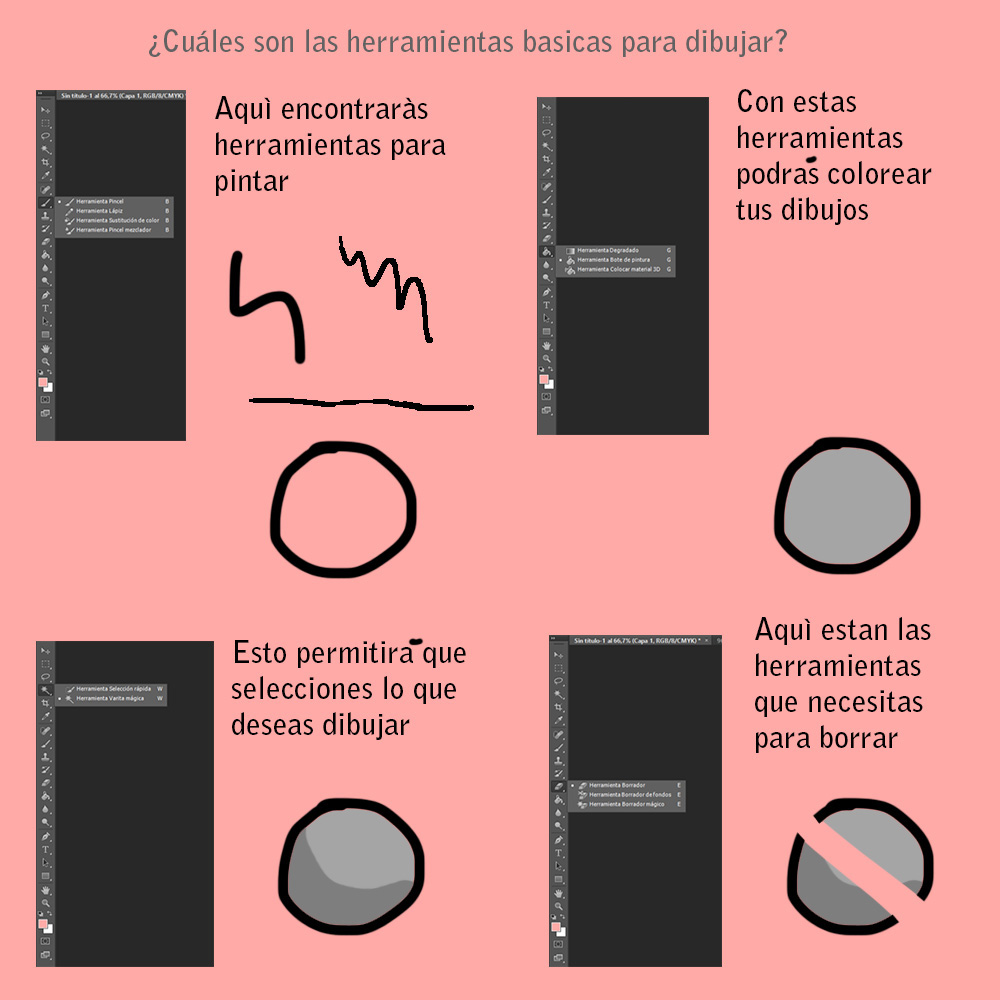 ¿Cuáles son las herramientas basicas para dibujar?
Sin título-1 al 66,7% (Capa 1, RGB/8/CMYK)
Herramienta Pincel B
Herramienta Lápiz B
Herramienta Sustitución de color B
Herramienta Pincel mezclador B
Aquì encontraràs
herramientas para
pintar
Herramienta Degradado G
Herramienta Bote de pintura G
Herramienta Colocar material 3D G
Con estas
herramientas
podrás colorear
tus dibujos
Herramienta Selección rápida W
Herramienta Varita mágica W
Esto permitirá que
selecciones lo que
deseas dibujar
Sin título-1 al 66,7% (Capa 1, RGB/8/CMYK) * ×
Herramienta Borrador E
Herramienta Borrador de fondos E
Herramienta Borrador mágico E
Aquì estan las
herramientas
que necesitas
para borrar